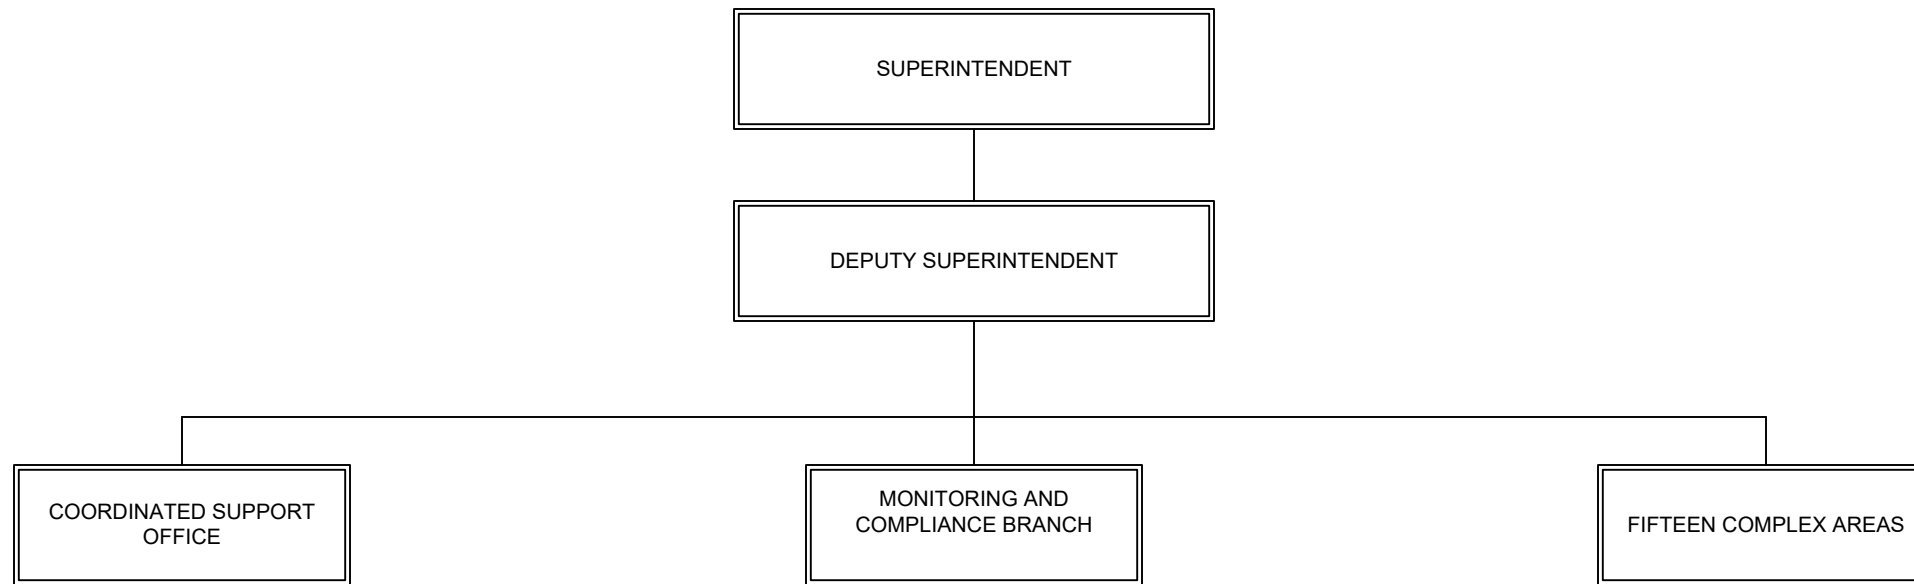 SUPERINTENDENT
DEPUTY SUPERINTENDENT
COORDINATED SUPPORT
OFFICE
MONITORING AND
COMPLIANCE BRANCH
FIFTEEN COMPLEX AREAS